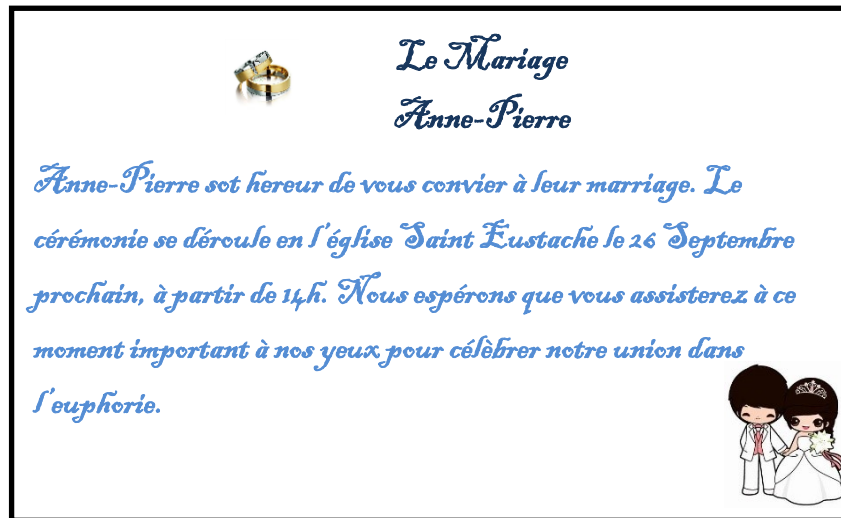 Le Mariage
Anne-Pierre
Anne-Pierre sot hereur de vous convier à leur marriage. Le
cérémonie se déroule en l'église Saint Eustache le 26 Septembre
prochain, à partir de 14h. Nous espérons que vous assisterez à ce
moment important à nos yeux pour célèbrer notre union dans
l'euphorie.